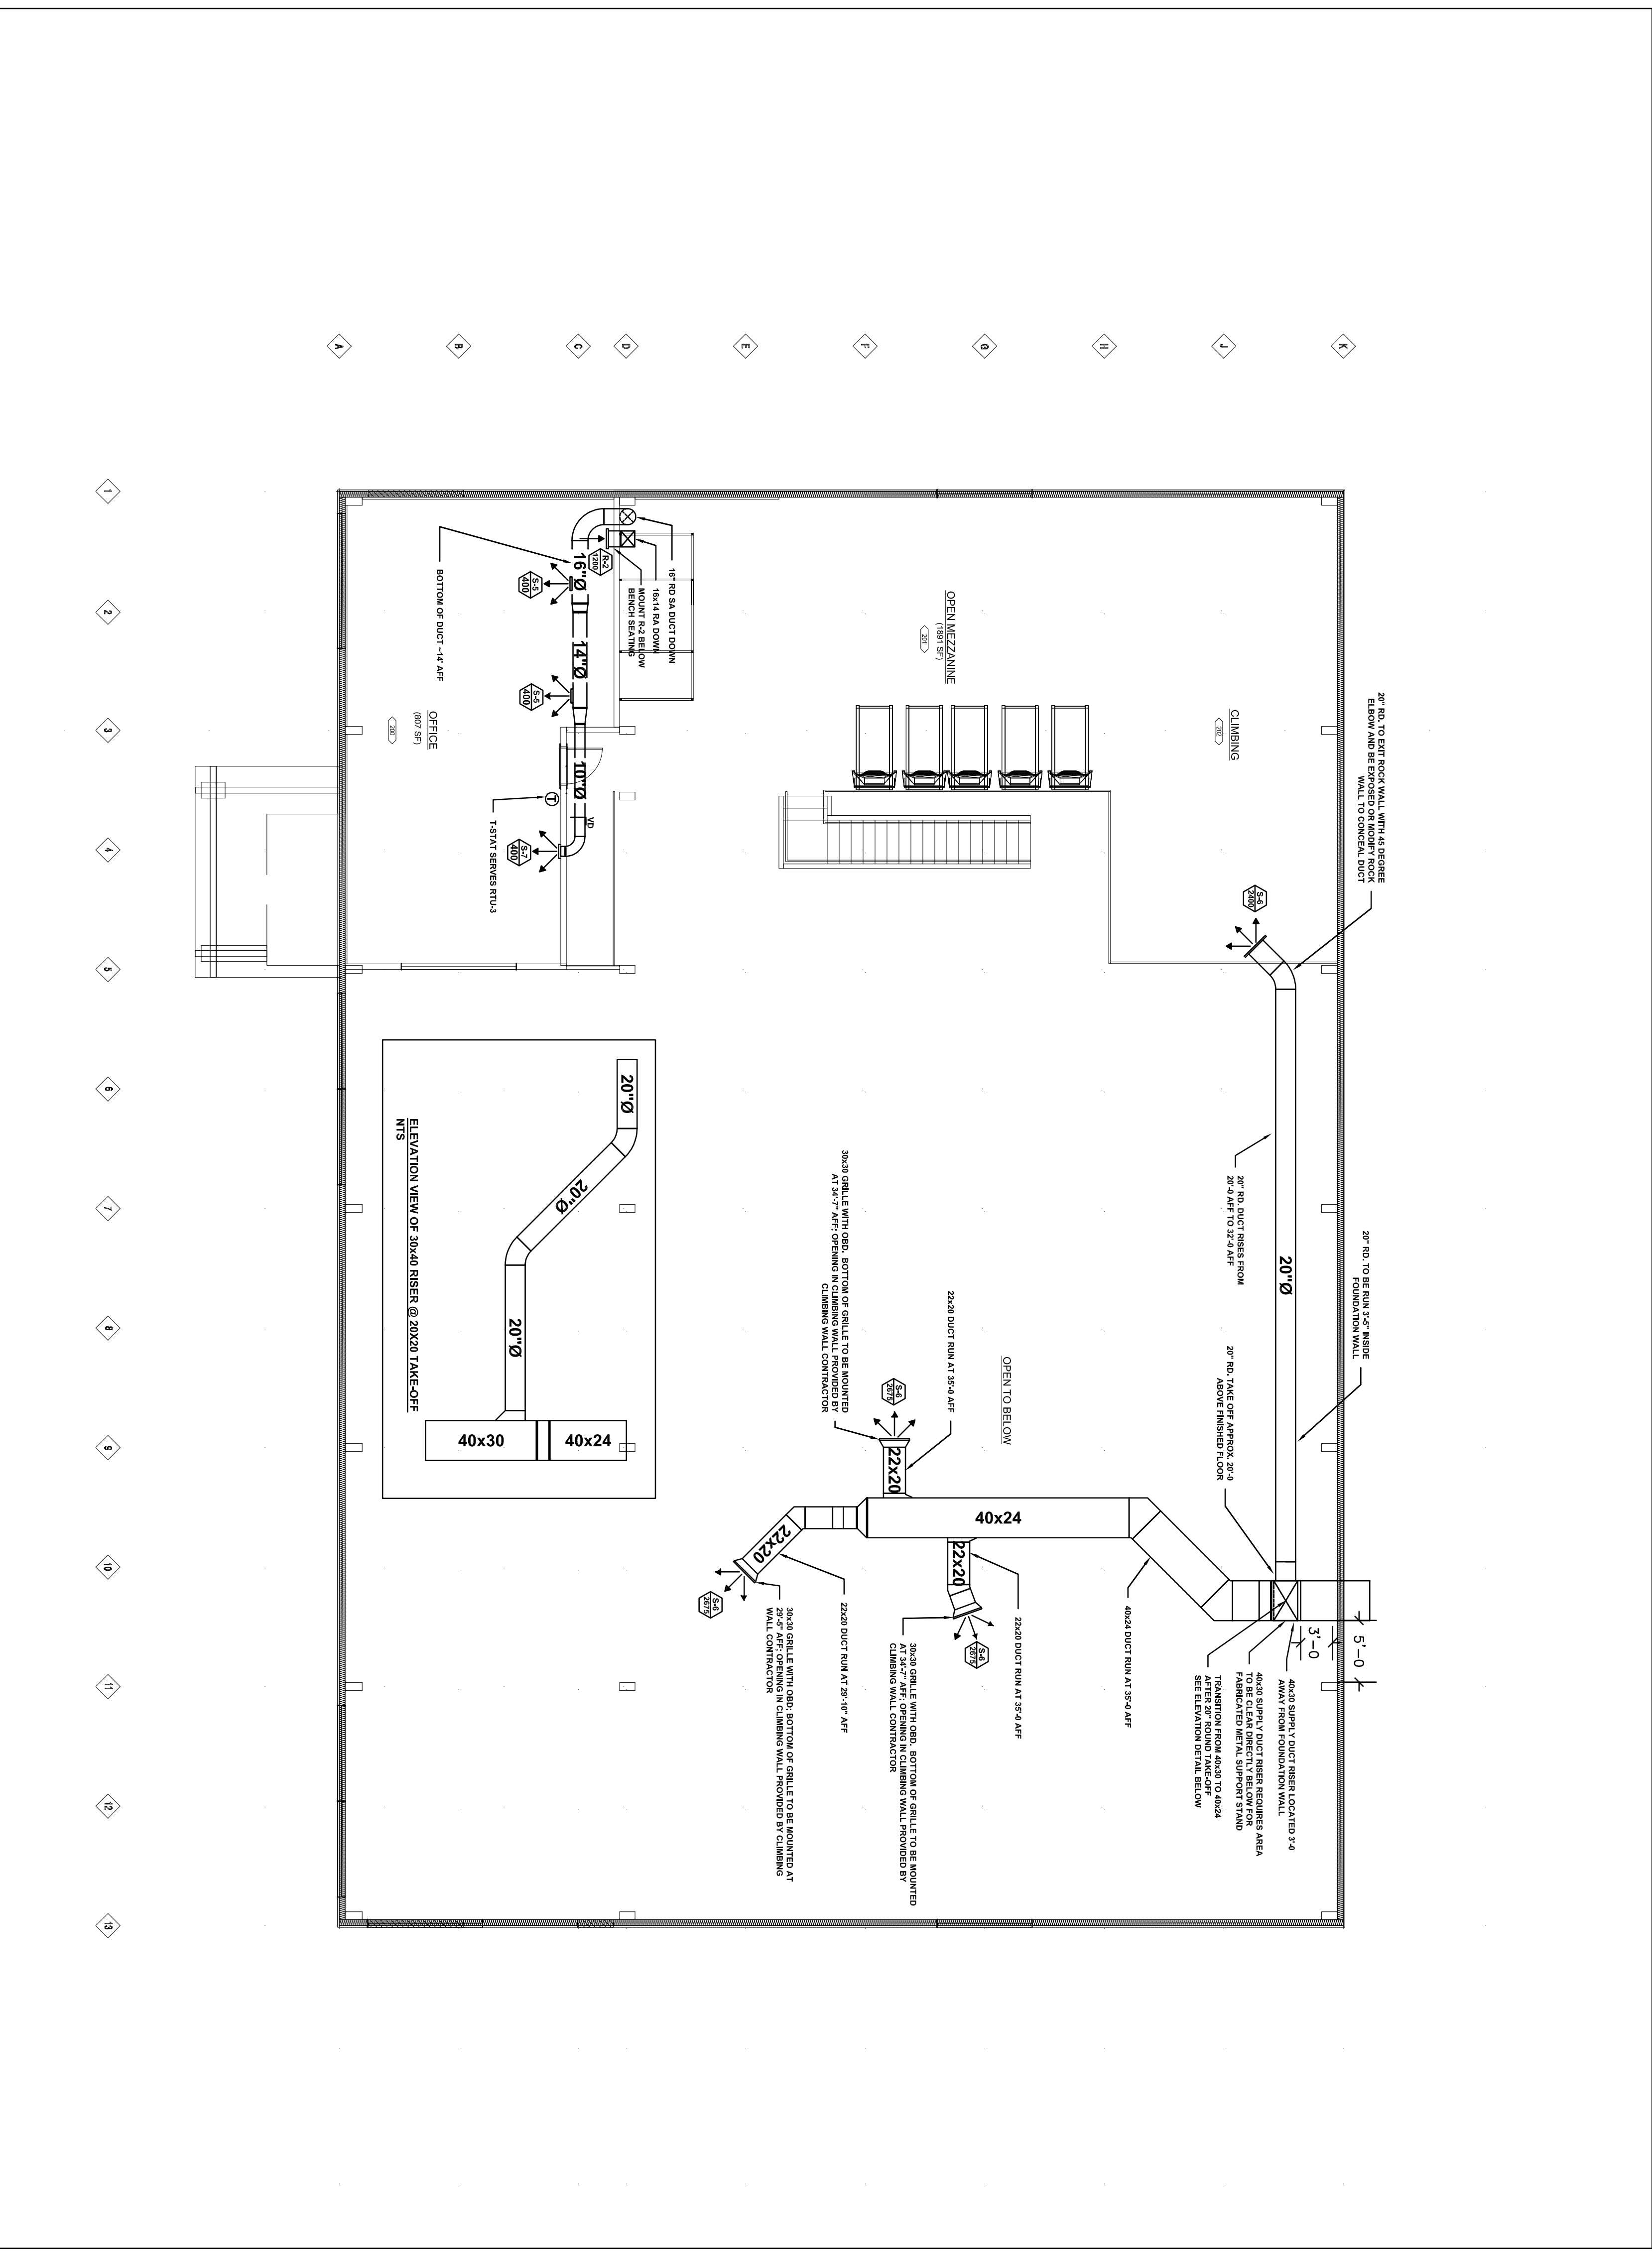 20" RD. TO EXIT ROCK WALL WITH 45 DEGREE
ELBOW AND BE EXPOSED OR MODIFY ROCK
WALL TO CONCEAL DUCT
20" RD. TO BE RUN 3'-5" INSIDE
FOUNDATION WALL
5'-0
3'-0
40x30 SUPPLY DUCT RISER LOCATED 3'-0
AWAY FROM FOUNDATION WALL
40x30 SUPPLY DUCT RISER REQUIRES AREA
TO BE CLEAR DIRECTLY BELOW FOR
FABRICATED METAL SUPPORT STAND
TRANSITION FROM 40x30 TO 40x24
AFTER 20" ROUND TAKE-OFF
SEE ELEVATION DETAIL BELOW
20"Ø
20" RD. DUCT RISES FROM
20'-0 AFF TO 32'-0 AFF
20" RD. TAKE OFF APPROX. 20'-0
ABOVE FINISHED FLOOR
S-6
2400
CLIMBING
202
40x24 DUCT RUN AT 35'-0 AFF
40x24
OPEN TO BELOW
22x20 DUCT RUN AT 35'-0 AFF
22x20
S-6
2675
30x30 GRILLE WITH OBD. BOTTOM OF GRILLE TO BE MOUNTED
AT 34'-7" AFF; OPENING IN CLIMBING WALL PROVIDED BY
CLIMBING WALL CONTRACTOR
22x20 DUCT RUN AT 35'-0 AFF
22x20
S-6
2675
30x30 GRILLE WITH OBD. BOTTOM OF GRILLE TO BE MOUNTED
AT 34'-7" AFF; OPENING IN CLIMBING WALL PROVIDED BY
CLIMBING WALL CONTRACTOR
22x20 DUCT RUN AT 29'-10" AFF
22x20
S-6
2675
30x30 GRILLE WITH OBD; BOTTOM OF GRILLE TO BE MOUNTED AT
29'-5" AFF; OPENING IN CLIMBING WALL PROVIDED BY CLIMBING
WALL CONTRACTOR
OPEN MEZZANINE
(1891 SF)
201
16" RD SA DUCT DOWN
16x14 RA DOWN
MOUNT R-2 BELOW
BENCH SEATING
R-2
1200
16"Ø
14"Ø
10"Ø
VD
S-5
400
S-5
400
S-7
400
T
T-STAT SERVES RTU-3
BOTTOM OF DUCT ~14' AFF
OFFICE
(807 SF)
200
20"Ø
20"Ø
20"Ø
40x30
40x24
ELEVATION VIEW OF 30x40 RISER @ 20X20 TAKE-OFF
NTS
K
J
H
G
F
E
D
C
B
A
1
2
3
4
5
6
7
8
9
10
11
12
13